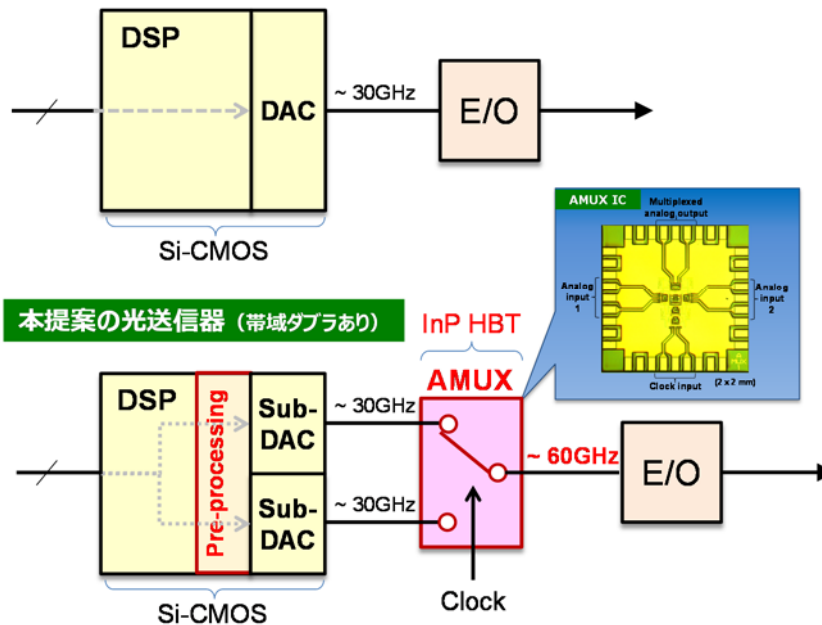 DSP
DAC
~ 30GHz
E/O
Si-CMOS
AMUX IC
Multiplexed
analog output
Analog
input
1
Analog
input
2
Clock input
(2 x 2 mm)
本提案の光送信器（帯域ダブラあり）
InP HBT
AMUX
DSP
Pre-processing
Sub-
DAC
Sub-
DAC
~ 30GHz
~ 30GHz
~ 60GHz
E/O
Clock
Si-CMOS